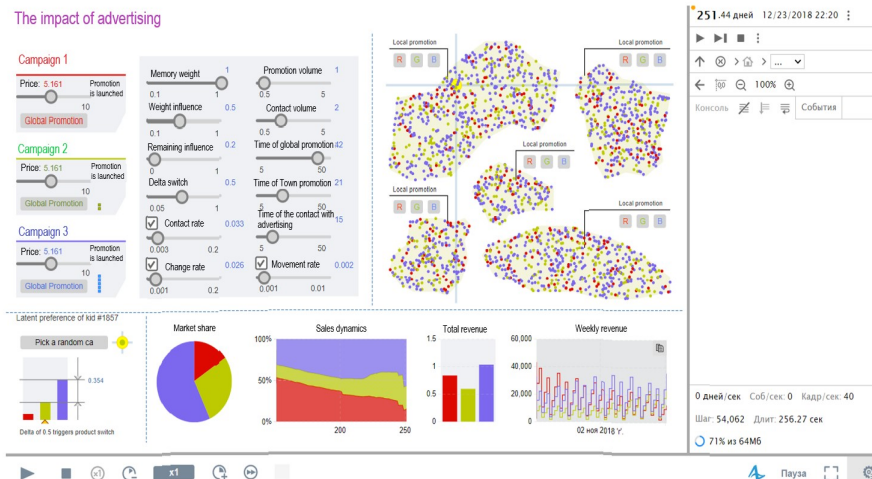 The impact of advertising
Campaign 1
Price: 5.161
Promotion
is launched
10
Global Promotion
Campaign 2
Price: 5.161
Promotion
is launched
10
Global Promotion
Campaign 3
Price: 5.161
Promotion
is launched
10
Global Promotion
Memory weight 1
0.1 1
Weight influence 0.5
0.1 1
Remaining influence 0.2
0 1
Delta switch 0.5
0.05 1
Contact rate 0.033
0.003 0.2
Change rate 0.026
0.001 0.2
Promotion volume 1
0.5 5
Contact volume 2
0.5 5
Time of global promotion 42
5 50
Time of Town promotion 21
5 50
Time of the contact with
advertising 15
5 50
Movement rate 0.002
0.001 0.01
Local promotion
R G B
Local promotion
R G B
Local promotion
R G B
Local promotion
R G B
Local promotion
R G B
Latent preference of kid #1857
Pick a random ca
0.354
Delta of 0.5 triggers product switch
Market share
Sales dynamics
100%
50%
0%
200 250
Total revenue
1.5
1
0.5
0
Weekly revenue
60,000
40,000
20,000
0
02 ноя 2018 г.
251.44 дней 12/23/2018 22:20
...
100%
Консоль События
0 дней/сек Соб/сек: 0 Кадр/сек: 40
Шаг: 54,062 Длит: 256.27 сек
71% из 64Мб
x1 x1 Пауза